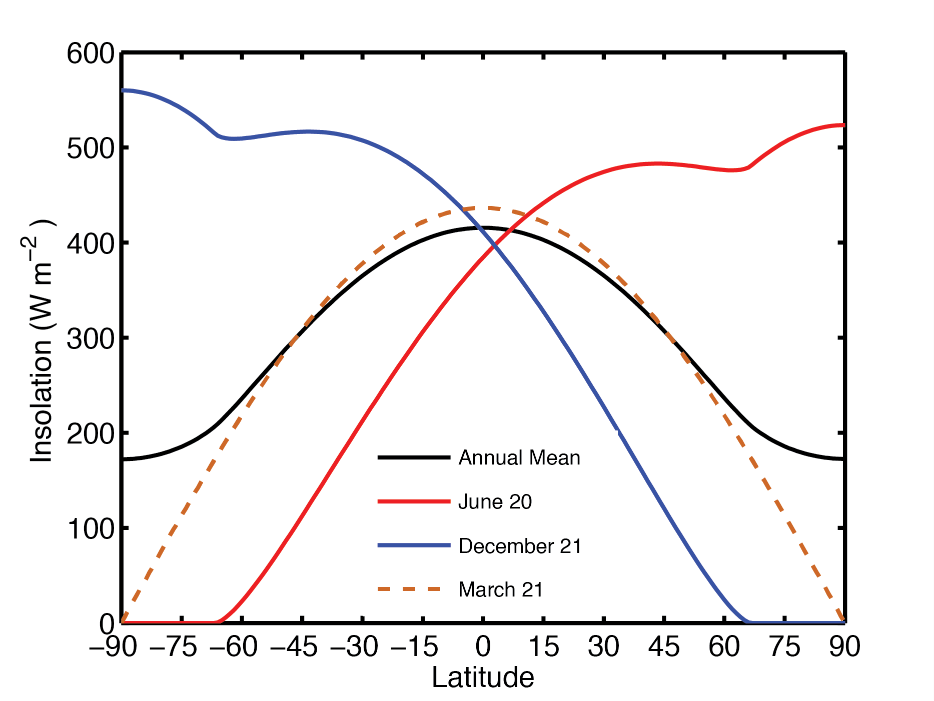 600
500
400
300
200
100
0
Insolation (W m−2 )
Annual Mean
June 20
December 21
March 21
−90 −75 −60 −45 −30 −15 0 15 30 45 60 75 90
Latitude